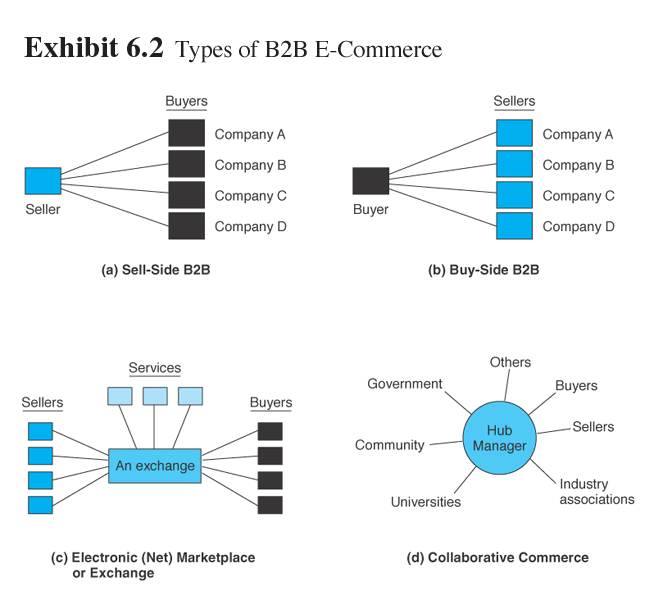 Exhibit 6.2 Types of B2B E-Commerce
Buyers
Company A
Company B
Company C
Company D
Seller
(a) Sell-Side B2B
Sellers
Company A
Company B
Company C
Company D
Buyer
(b) Buy-Side B2B
Services
Sellers
Buyers
An exchange
(c) Electronic (Net) Marketplace
or Exchange
Others
Government
Buyers
Hub
Manager
Sellers
Community
Industry
associations
Universities
(d) Collaborative Commerce